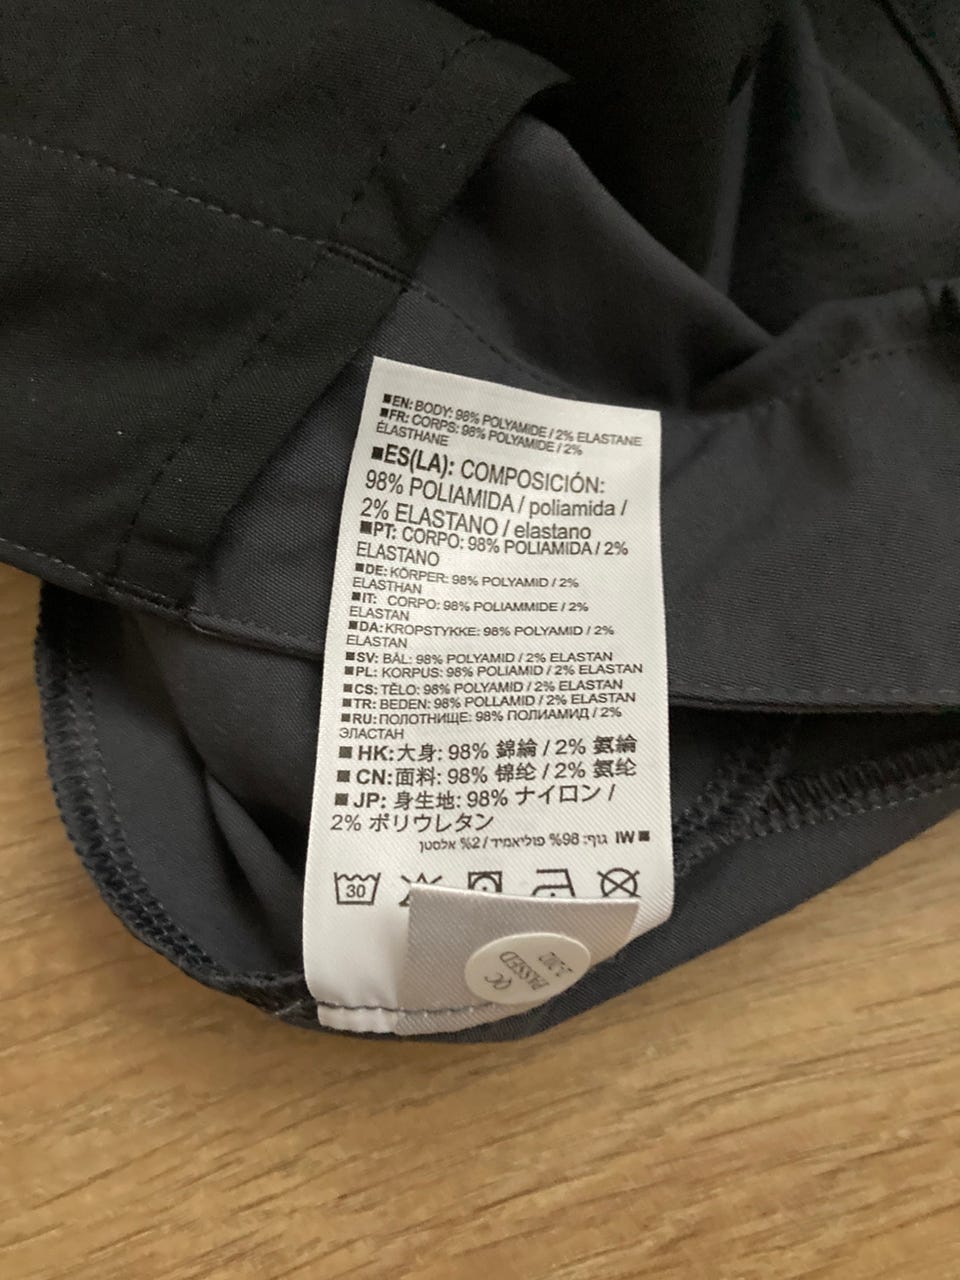 ■EN: BODY: 98% POLYAMIDE / 2% ELASTANE
■FR: CORPS: 98% POLYAMIDE / 2%
ÉLASTHANE
■ES(LA): COMPOSICIÓN:
98% POLIAMIDA / poliamida /
2% ELASTANO / elastano
■PT: CORPO: 98% POLIAMIDA / 2%
ELASTANO
■DE: KÖRPER: 98% POLYAMID / 2%
ELASTHAN
■IT: CORPO: 98% POLIAMMIDE / 2%
ELASTAN
■DA: KROPSTYKKE: 98% POLYAMID / 2%
ELASTAN
■SV: BÅL: 98% POLYAMID / 2% ELASTAN
■PL: KORPUS: 98% POLIAMID / 2% ELASTAN
■CS: TĚLO: 98% POLYAMID / 2% ELASTAN
■TR: BEDEN: 98% POLLAMID / 2% ELASTAN
■RU: ПОЛОТНИЩЕ: 98% ПОЛИАМИД / 2%
ЭЛАСТАН
■ HK: 大身: 98% 錦綸 / 2% 氨綸
■ CN: 面料: 98% 锦纶 / 2% 氨纶
■ JP: 身生地: 98% ナイロン /
2% ポリウレタン
■ IW גוף: 98% פוליאמיד / 2% אלסטן
30
QC
PASSED